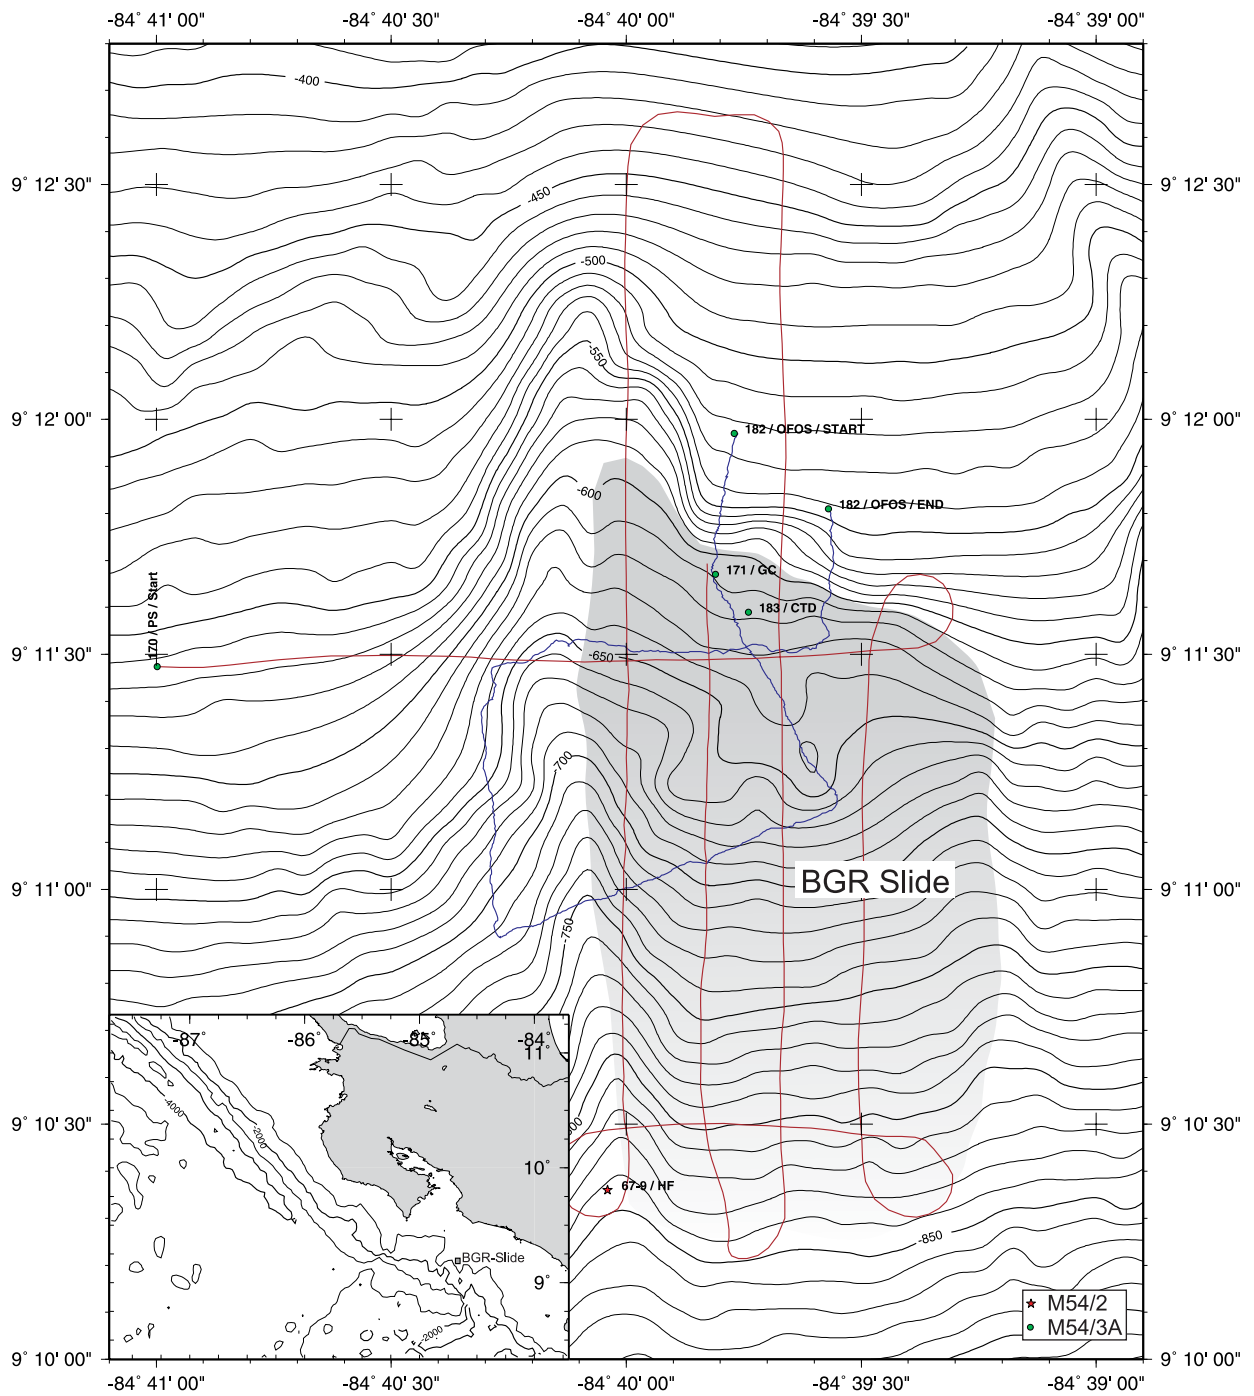 -84° 41' 00"
-84° 40' 00"
-84° 39' 30"
-84° 39' 00"
-400
9° 12' 30"
9° 12' 30"
-450
-500
-550
9° 12' 00"
9° 12' 00"
182 / OFOS / START
-600
182 / OFOS / END
171 / GC
170 / PS / Start
183 / CTD
9° 11' 30"
9° 11' 30"
-650
-700
BGR Slide
9° 11' 00"
9° 11' 00"
-750
-87°
-86°
-85°
-84°
11°
-4000
-2000
9° 10' 30"
9° 10' 30"
10°
67-9 / HF
-850
BGR-Slide
9°
-2000
M54/2
M54/3A
9° 10' 00"
9° 10' 00"
-84° 41' 00"
-84° 40' 30"
-84° 40' 00"
-84° 39' 30"
-84° 39' 00"